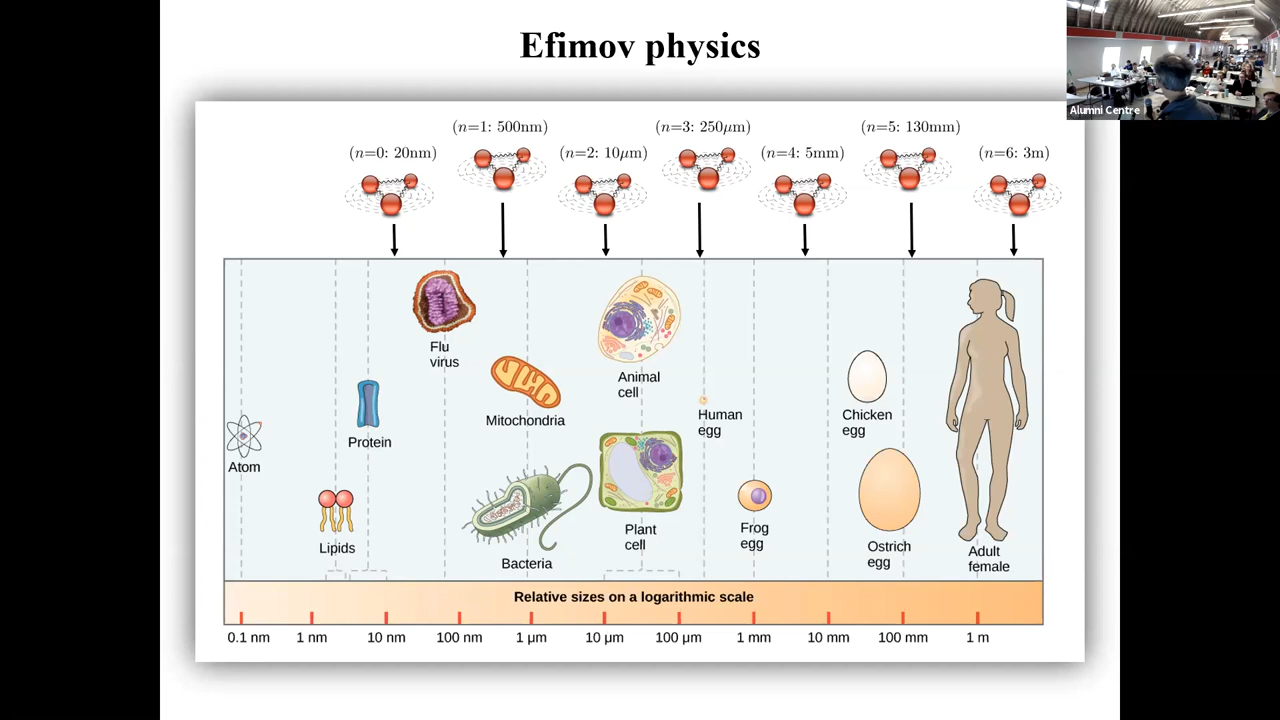 Efimov physics
Alumni Centre
(n=1: 500nm)
(n=3: 250μm)
(n=5: 130mm)
(n=0: 20nm)
(n=2: 10μm)
(n=4: 5mm)
(n=6: 3m)
Flu
virus
Animal
cell
Mitochondria
Human
egg
Chicken
egg
Protein
Atom
Lipids
Plant
cell
Bacteria
Frog
egg
Ostrich
egg
Adult
female
Relative sizes on a logarithmic scale
0.1 nm 1 nm 10 nm 100 nm 1 μm 10 μm 100 μm 1 mm 10 mm 100 mm 1 m